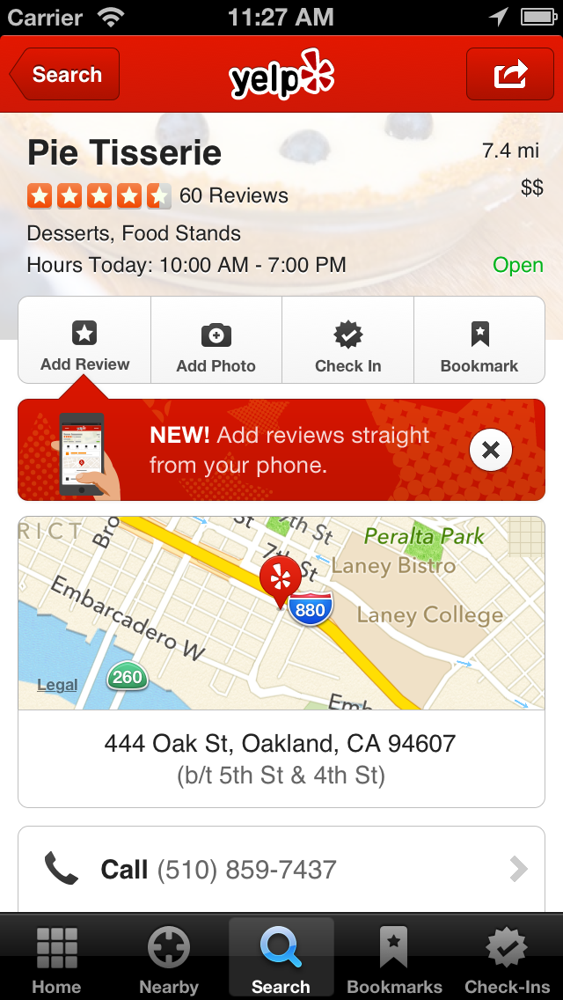 Carrier 11:27 AM
Search yelp
Pie Tisserie 7.4 mi
60 Reviews $$
Desserts, Food Stands
Hours Today: 10:00 AM - 7:00 PM Open
Add Review Add Photo Check In Bookmark
NEW! Add reviews straight
from your phone.
RICT
Bro
St
7th St
Peralta Park
7th St
Laney Bistro
Embarcadero W
880
Laney College
260
Legal
Emb
444 Oak St, Oakland, CA 94607
(b/t 5th St & 4th St)
Call (510) 859-7437
Home Nearby Search Bookmarks Check-Ins